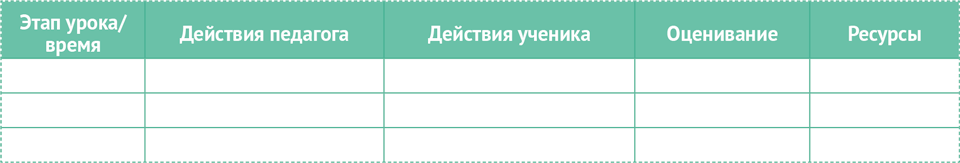 Этап урока/
время
Действия педагога
Действия ученика
Оценивание
Ресурсы